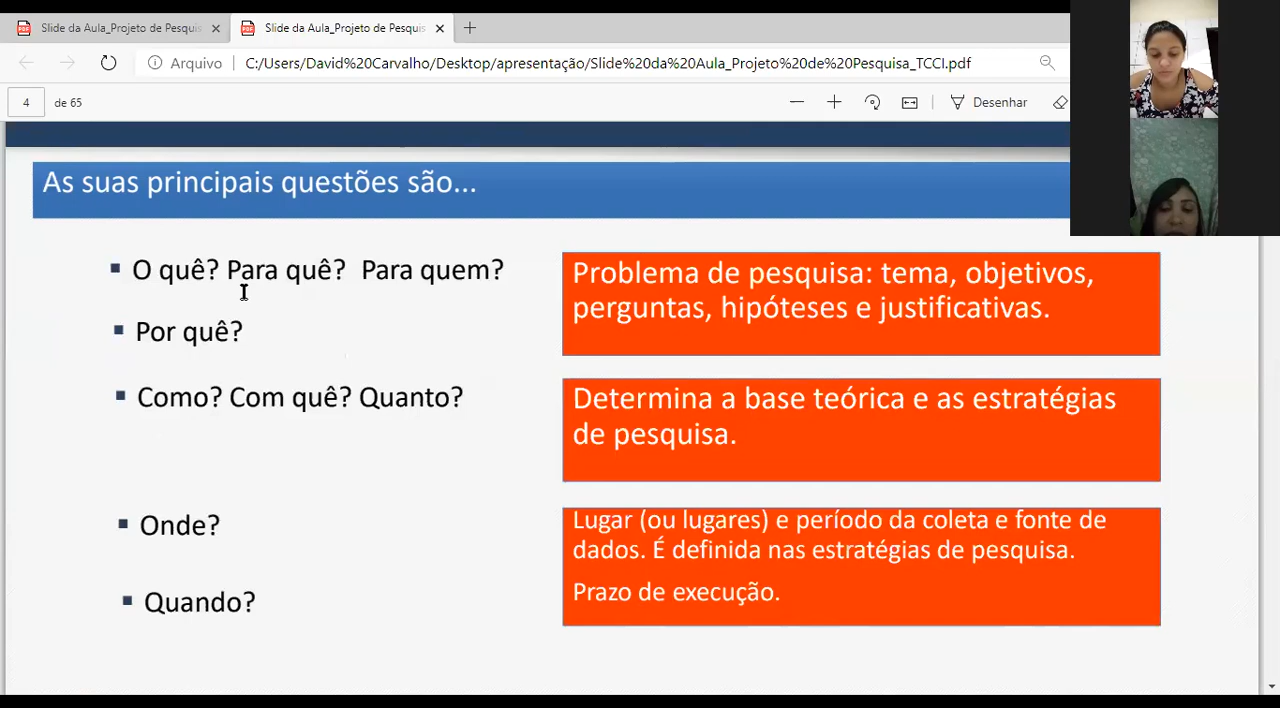 Slide da Aula_Projeto de Pesquis
Slide da Aula_Projeto de Pesquis
Arquivo
C:/Users/David%20Carvalho/Desktop/apresentação/Slide%20da%20Aula_Projeto%20de%20Pesquisa_TCCI.pdf
4 de 65
Desenhar
As suas principais questões são...
O quê? Para quê? Para quem?
Por quê?
Como? Com quê? Quanto?
Onde?
Quando?
Problema de pesquisa: tema, objetivos,
perguntas, hipóteses e justificativas.
Determina a base teórica e as estratégias
de pesquisa.
Lugar (ou lugares) e período da coleta e fonte de
dados. É definida nas estratégias de pesquisa.
Prazo de execução.